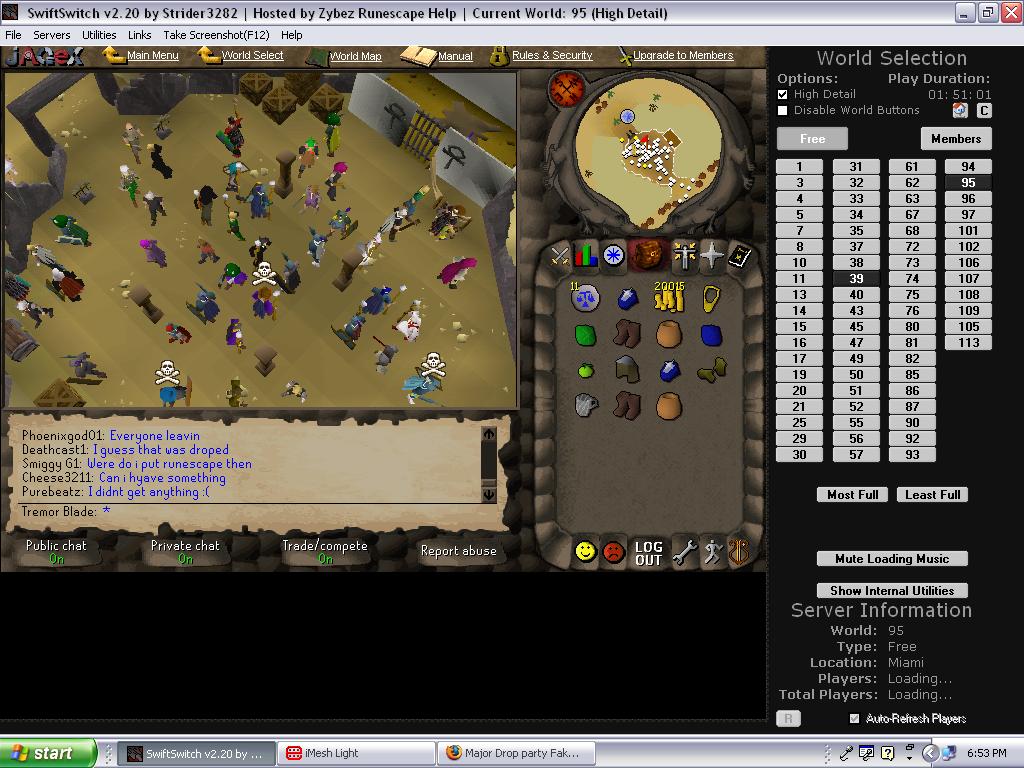 SwiftSwitch v2.20 by Strider3282 | Hosted by Zybez Runescape Help | Current World: 95 (High Detail)
File Servers Utilities Links Take Screenshot(F12) Help
JAGEX Main Menu World Select World Map Manual Rules & Security Upgrade to Members
World Selection
Options: Play Duration:
High Detail 01: 51: 01
Disable World Buttons C
Free Members
1 31 61 94
3 32 62 95
4 33 63 96
5 34 67 97
7 35 68 101
8 37 72 102
10 38 73 106
11 39 74 107
13 40 75 108
14 43 76 109
15 45 80 105
16 47 81 113
17 49 82
19 50 85
20 51 86
21 52 87
25 55 90
29 56 92
30 57 93
Most Full Least Full
Mute Loading Music
Show Internal Utilities
Server Information
World: 95
Type: Free
Location: Miami
Players: Loading...
Total Players: Loading...
R Auto-Refresh Players
11 20015
Phoenixgod01: Everyone leavin
Deathcast1: I guess that was droped
Smiggy G1: Were do i put runescape then
Cheese3211: Can i hyave something
Purebeatz: I didnt get anything :(
Tremor Blade: *
Public chat
On
Private chat
On
Trade/compete
On
Report abuse
LOG
OUT
start SwiftSwitch v2.20 by ... iMesh Light Major Drop party Fak... 6:53 PM